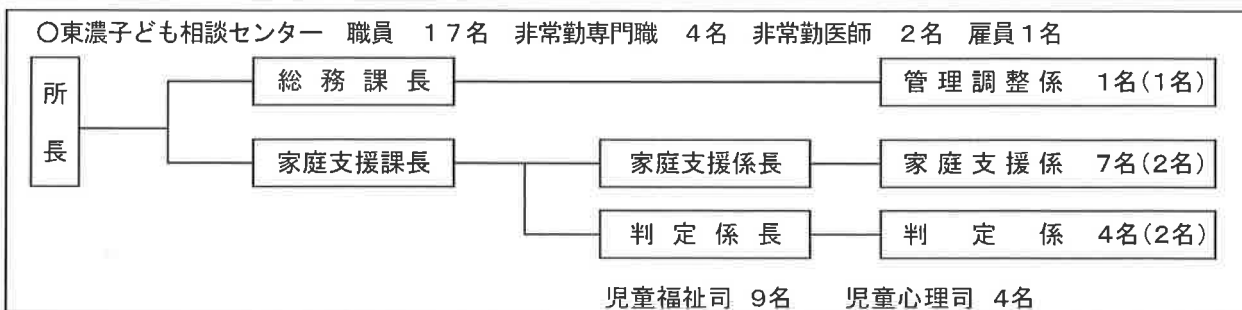 ○東濃子ども相談センター 職員 17名 非常勤専門職 4名 非常勤医師 2名 雇員1名
所長
総務課長
管理調整係 1名(1名)
家庭支援課長
家庭支援係長
家庭支援係 7名(2名)
判定係長
判定係 4名(2名)
児童福祉司 9名 児童心理司 4名